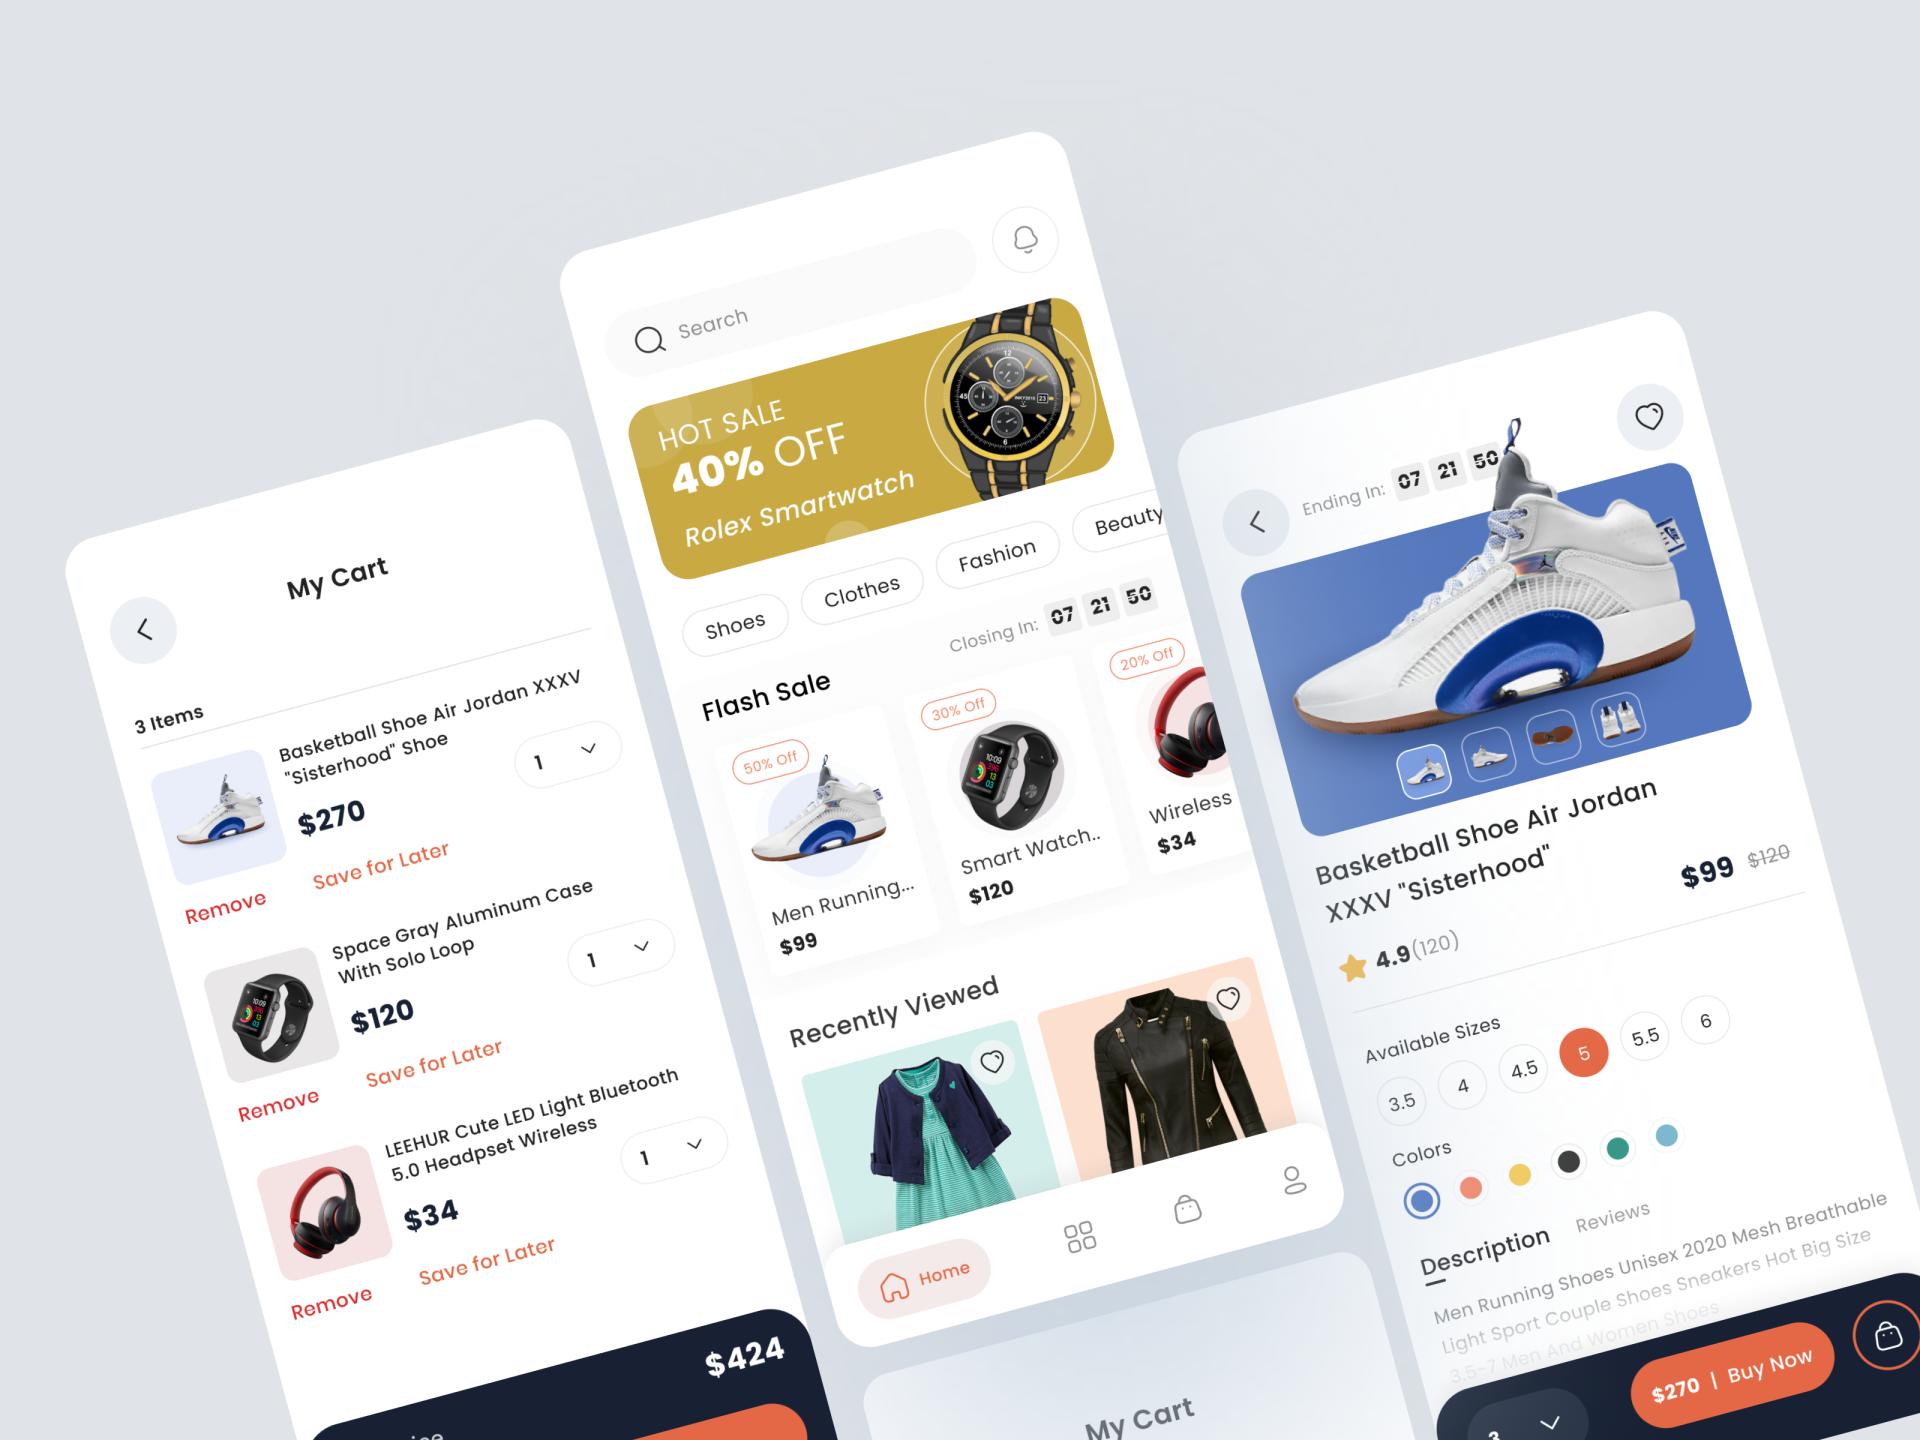 My Cart
3 Items
Basketball Shoe Air Jordan XXXV
"Sisterhood" Shoe
1
$270
Remove
Save for Later
Space Gray Aluminum Case
With Solo Loop
1
$120
Remove
Save for Later
LEEHUR Cute LED Light Bluetooth
5.0 Headpset Wireless
1
$34
Remove
Save for Later
$424
Search
HOT SALE
40% OFF
Rolex Smartwatch
12
45
23
6
Shoes
Clothes
Fashion
Beauty
Closing In: 07 21 50
Flash Sale
50% Off
Men Running...
$99
30% Off
10:09
Smart Watch..
$120
20% Off
Wireless
$34
Recently Viewed
Home
My Cart
Ending In: 07 21 50
Basketball Shoe Air Jordan
XXXV "Sisterhood"
$99 $120
4.9 (120)
Available Sizes
3.5
4
4.5
5
5.5
6
Colors
Description
Reviews
Men Running Shoes Unisex 2020 Mesh Breathable
Light Sport Couple Shoes Sneakers Hot Big Size
3.5-7 Men And Women Shoes
3
$270 | Buy Now